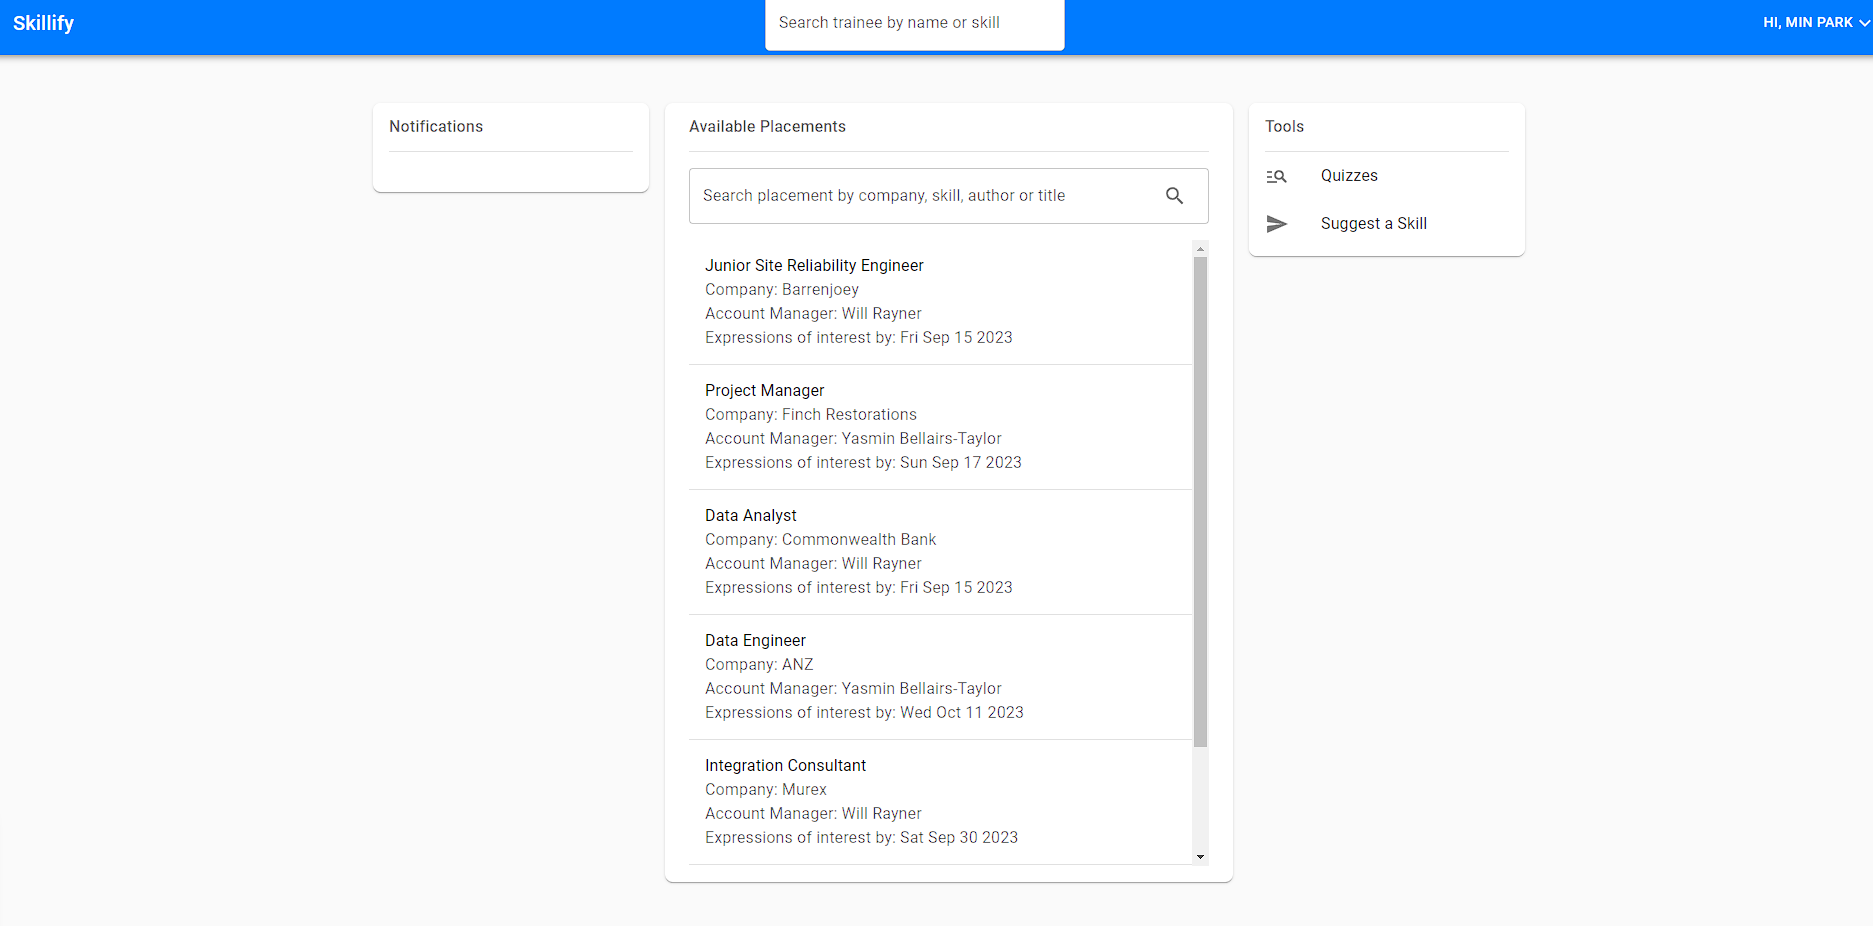 Skillify
Search trainee by name or skill
HI, MIN PARK
Notifications
Available Placements
Search placement by company, skill, author or title
Junior Site Reliability Engineer
Company: Barrenjoey
Account Manager: Will Rayner
Expressions of interest by: Fri Sep 15 2023
Project Manager
Company: Finch Restorations
Account Manager: Yasmin Bellairs-Taylor
Expressions of interest by: Sun Sep 17 2023
Data Analyst
Company: Commonwealth Bank
Account Manager: Will Rayner
Expressions of interest by: Fri Sep 15 2023
Data Engineer
Company: ANZ
Account Manager: Yasmin Bellairs-Taylor
Expressions of interest by: Wed Oct 11 2023
Integration Consultant
Company: Murex
Account Manager: Will Rayner
Expressions of interest by: Sat Sep 30 2023
Tools
Quizzes
Suggest a Skill